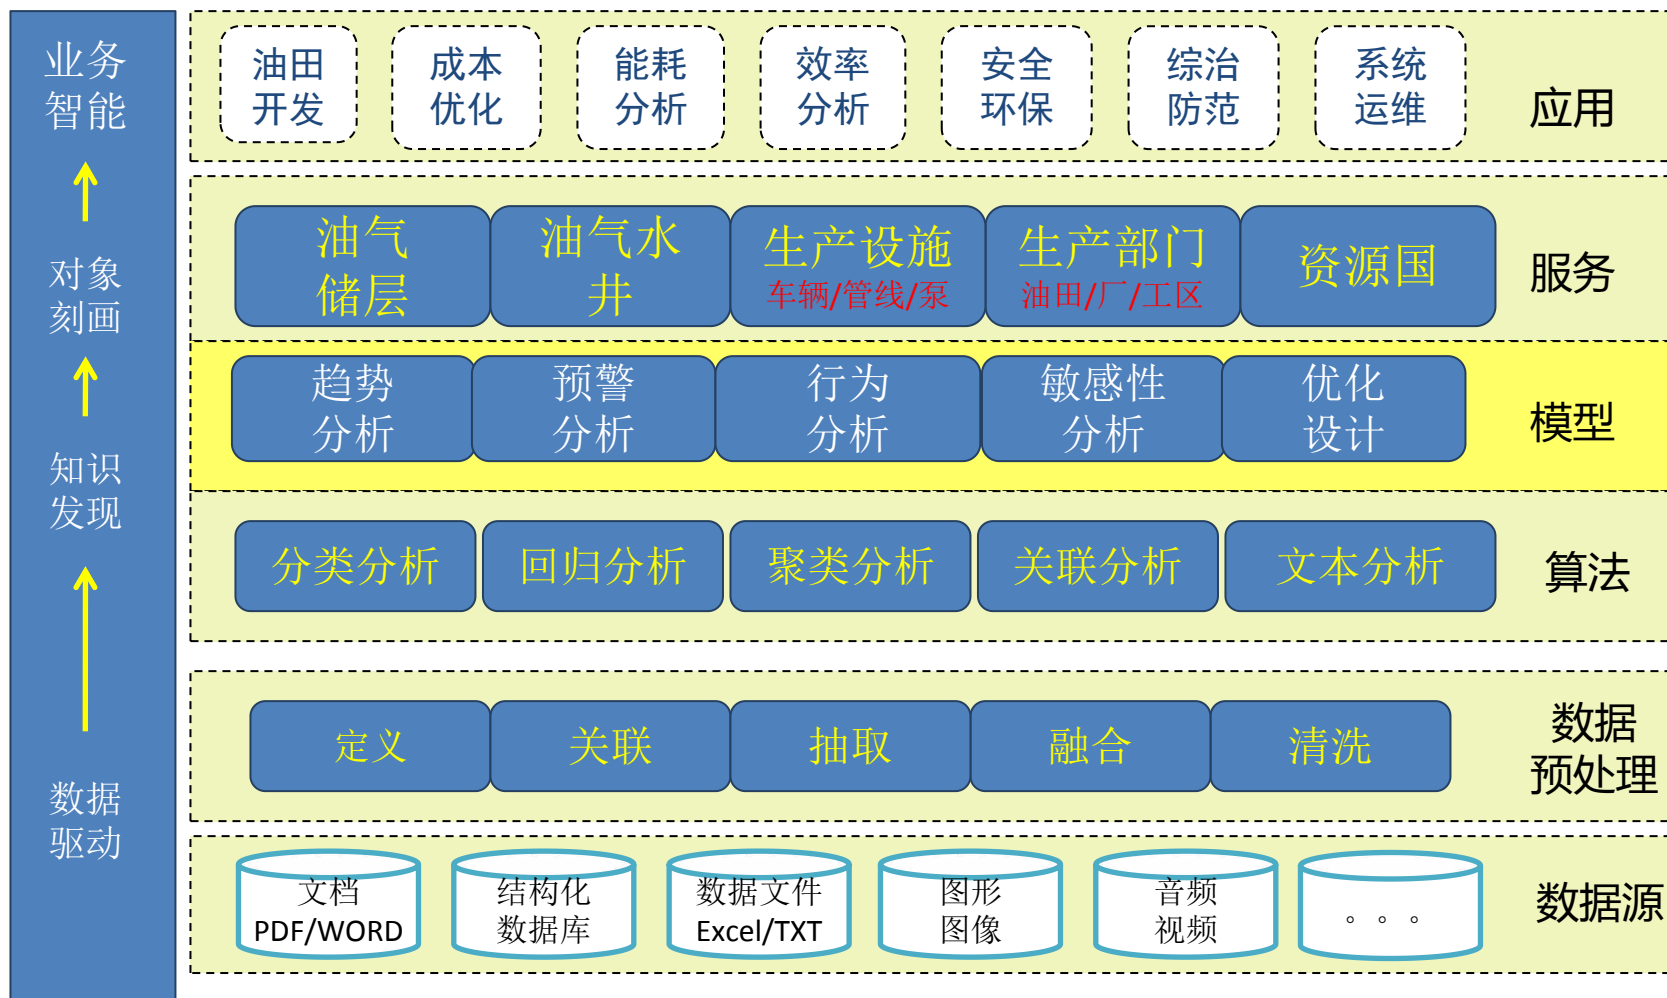 业务
智能
对象
刻画
知识
发现
数据
驱动
油田
开发
成本
优化
能耗
分析
效率
分析
安全
环保
综治
防范
系统
运维
应用
油气
储层
油气水
井
生产设施
车辆/管线/泵
生产部门
油田/厂/工区
资源国
服务
趋势
分析
预警
分析
行为
分析
敏感性
分析
优化
设计
模型
分类分析
回归分析
聚类分析
关联分析
文本分析
算法
定义
关联
抽取
融合
清洗
数据
预处理
文档
PDF/WORD
结构化
数据库
数据文件
Excel/TXT
图形
图像
音频
视频
。。。
数据源